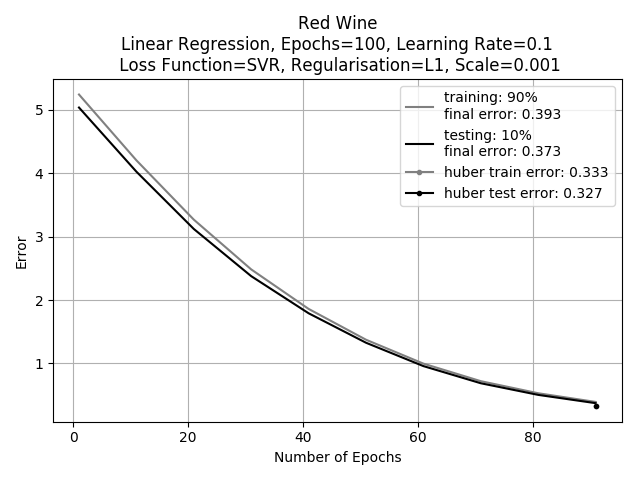 Red Wine
Linear Regression, Epochs=100, Learning Rate=0.1
Loss Function=SVR, Regularisation=L1, Scale=0.001
training: 90%
final error: 0.393
testing: 10%
final error: 0.373
huber train error: 0.333
huber test error: 0.327
Error
5
4
3
2
1
0 20 40 60 80
Number of Epochs